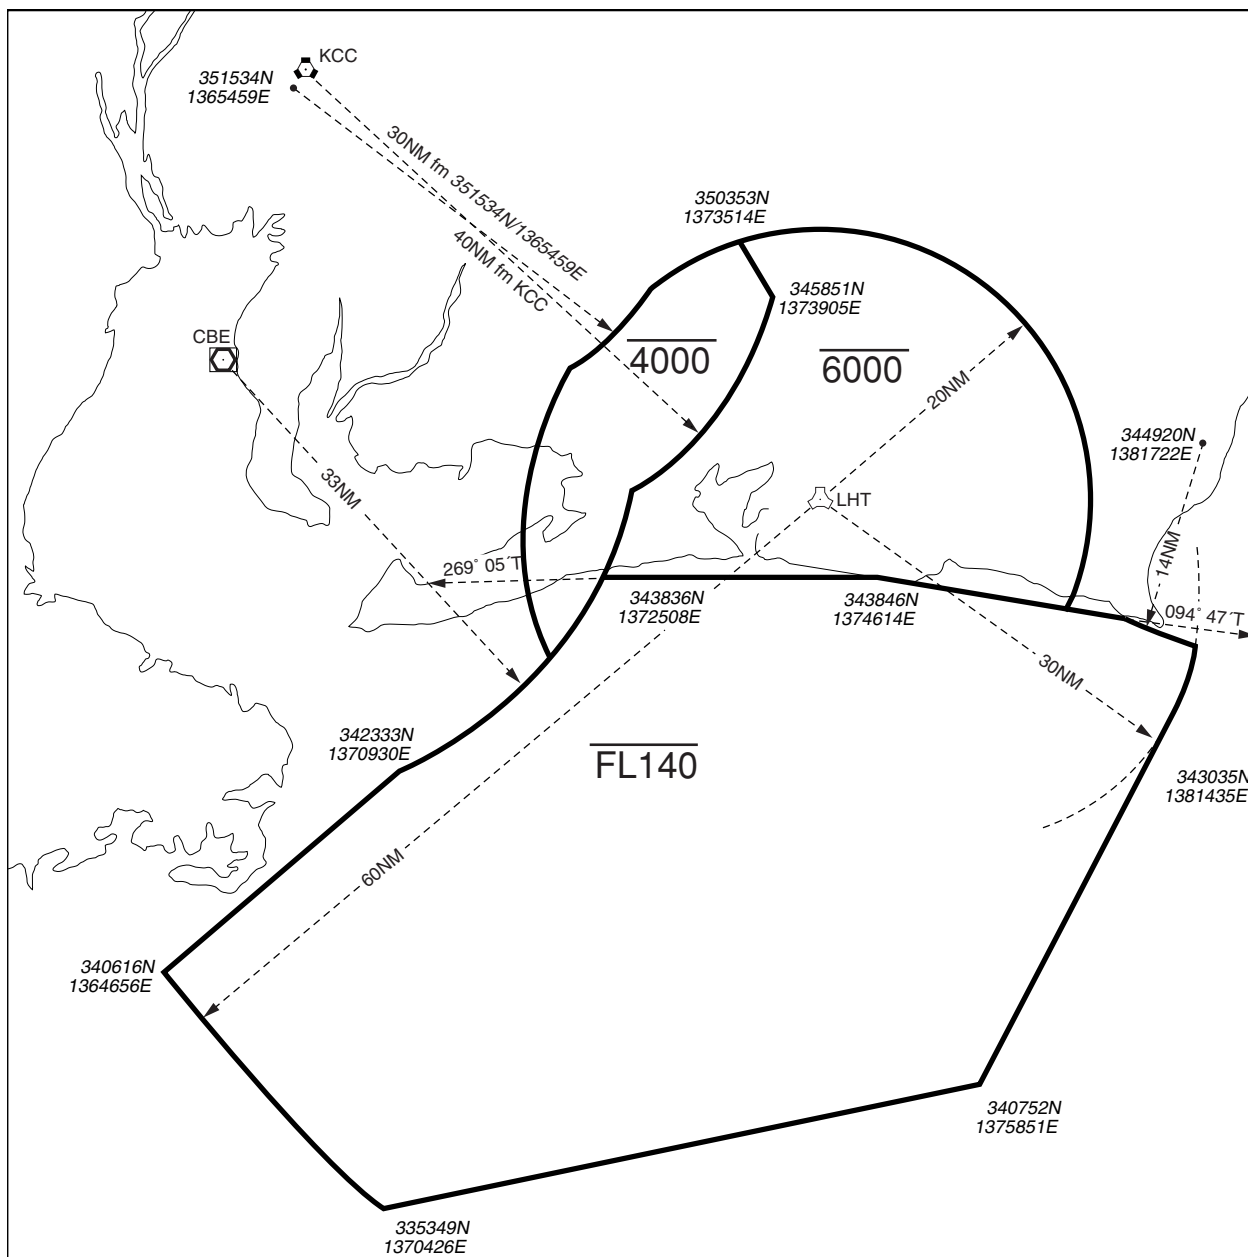 KCC
351534N
1365459E
30NM fm 351534N/1365459E
40NM fm KCC
350353N
1373514E
345851N
1373905E
CBE
4000
6000
20NM
344920N
1381722E
33NM
LHT
14NM
269° 05´T
343836N
1372508E
343846N
1374614E
094° 47´T
30NM
342333N
1370930E
FL140
343035N
1381435E
60NM
340616N
1364656E
340752N
1375851E
335349N
1370426E